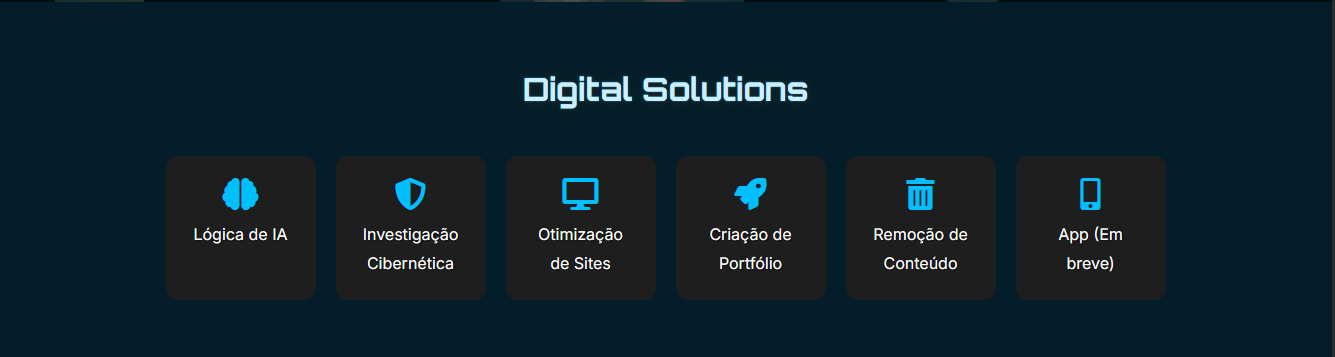 Digital Solutions
Lógica de IA
Investigação
Cibernética
Otimização
de Sites
Criação de
Portfólio
Remoção de
Conteúdo
App (Em
breve)